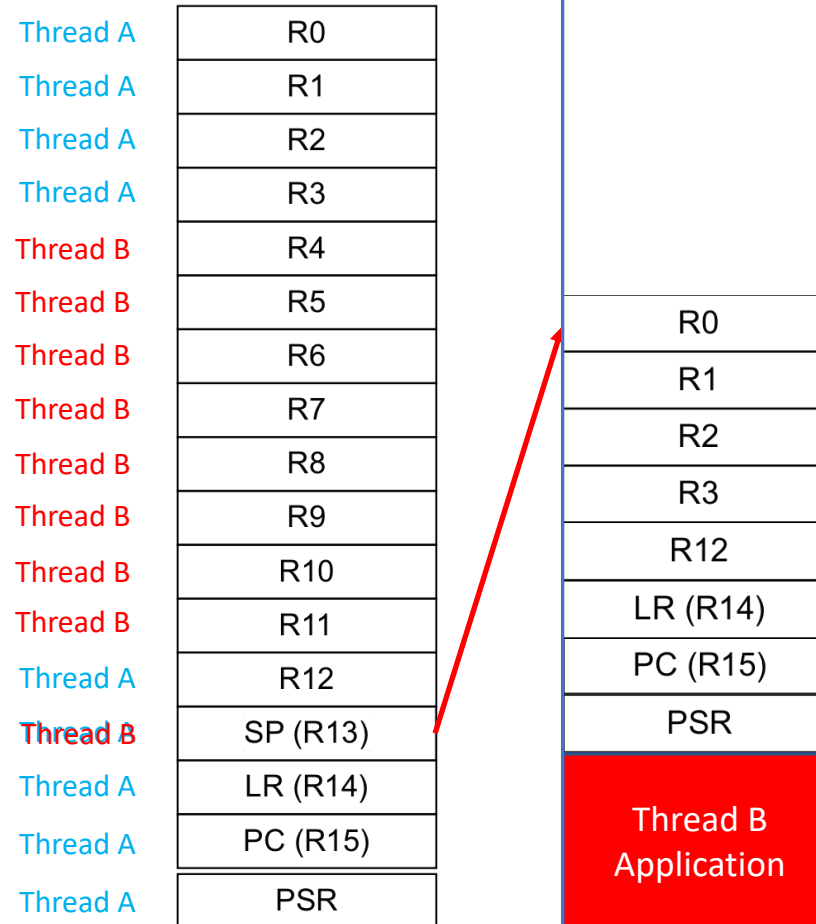 Thread A R0
Thread A R1
Thread A R2
Thread A R3
Thread B R4
Thread B R5
Thread B R6
Thread B R7
Thread B R8
Thread B R9
Thread B R10
Thread B R11
Thread A R12
Thread A Thread B SP (R13)
Thread A LR (R14)
Thread A PC (R15)
Thread A PSR
R0
R1
R2
R3
R12
LR (R14)
PC (R15)
PSR
Thread B
Application